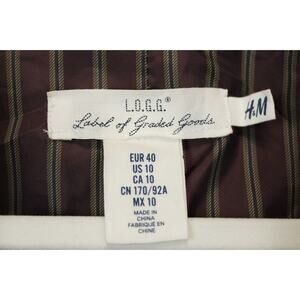 L.O.G.G.®
Label of Graded Goods
H.M
EUR 40
US 10
CA 10
CN 170/92A
MX 10
MADE IN
CHINA
FABRIQUÉ EN
CHINE